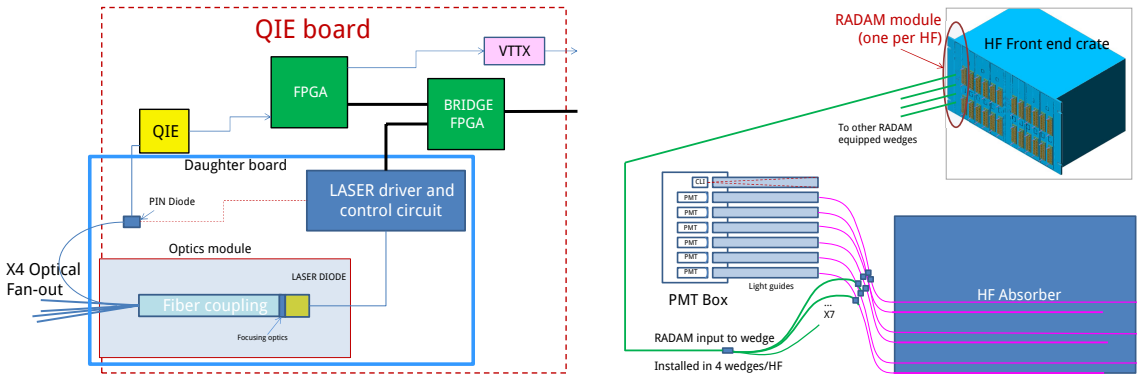 QIE board
VTTX
FPGA
BRIDGE
FPGA
QIE
Daughter board
LASER driver and
control circuit
PIN Diode
Optics module
X4 Optical
Fan-out
LASER DIODE
Fiber coupling
Focusing optics
RADAM module
(one per HF)
HF Front end crate
To other RADAM
equipped wedges
CLI
PMT
PMT
PMT
PMT
PMT
PMT
Light guides
PMT Box
HF Absorber
...
X7
RADAM input to wedge
Installed in 4 wedges/HF